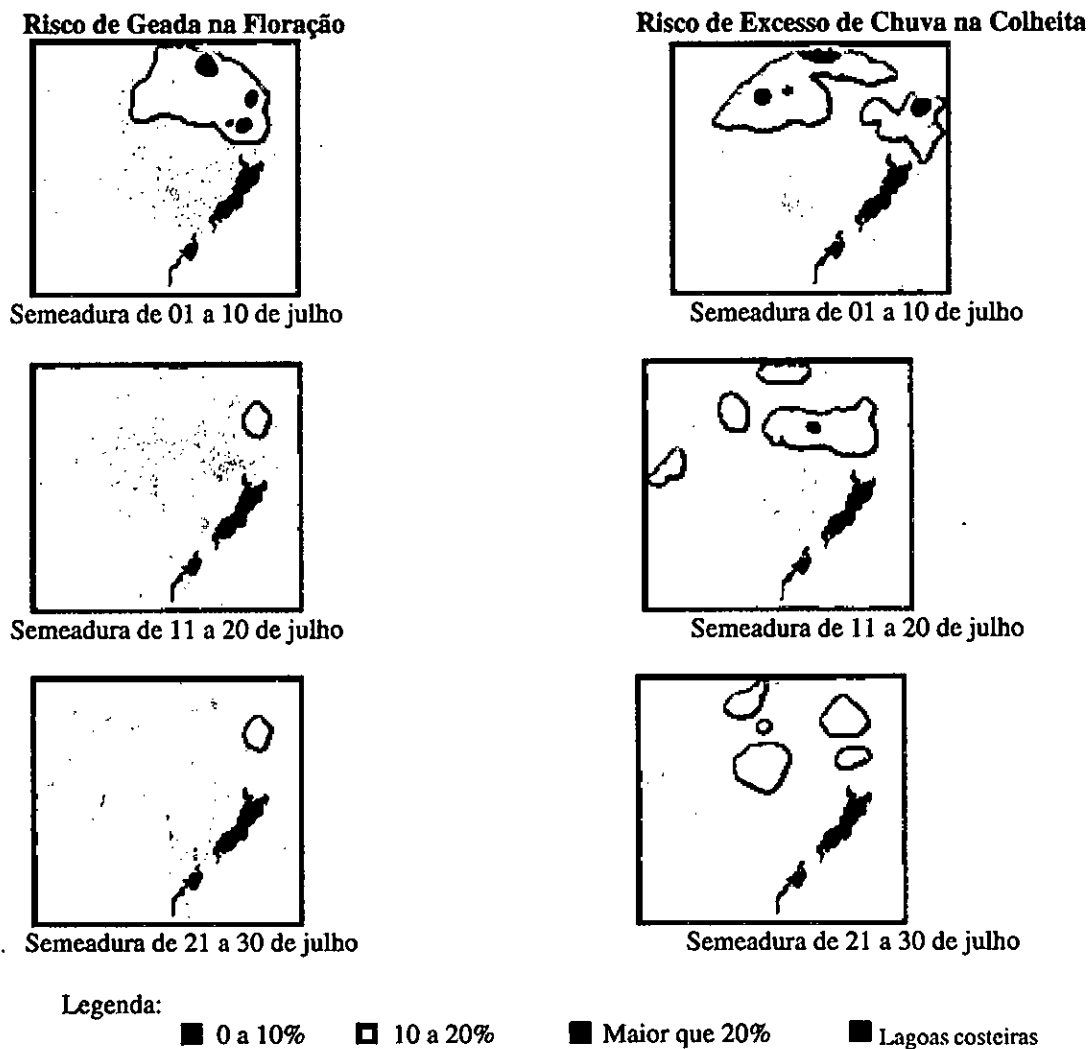 Risco de Geada na Floração
Risco de Excesso de Chuva na Colheita
Semeadura de 01 a 10 de julho
Semeadura de 01 a 10 de julho
Semeadura de 11 a 20 de julho
Semeadura de 11 a 20 de julho
Semeadura de 21 a 30 de julho
Semeadura de 21 a 30 de julho
Legenda:
0 a 10% 10 a 20% Maior que 20% Lagoas costeiras